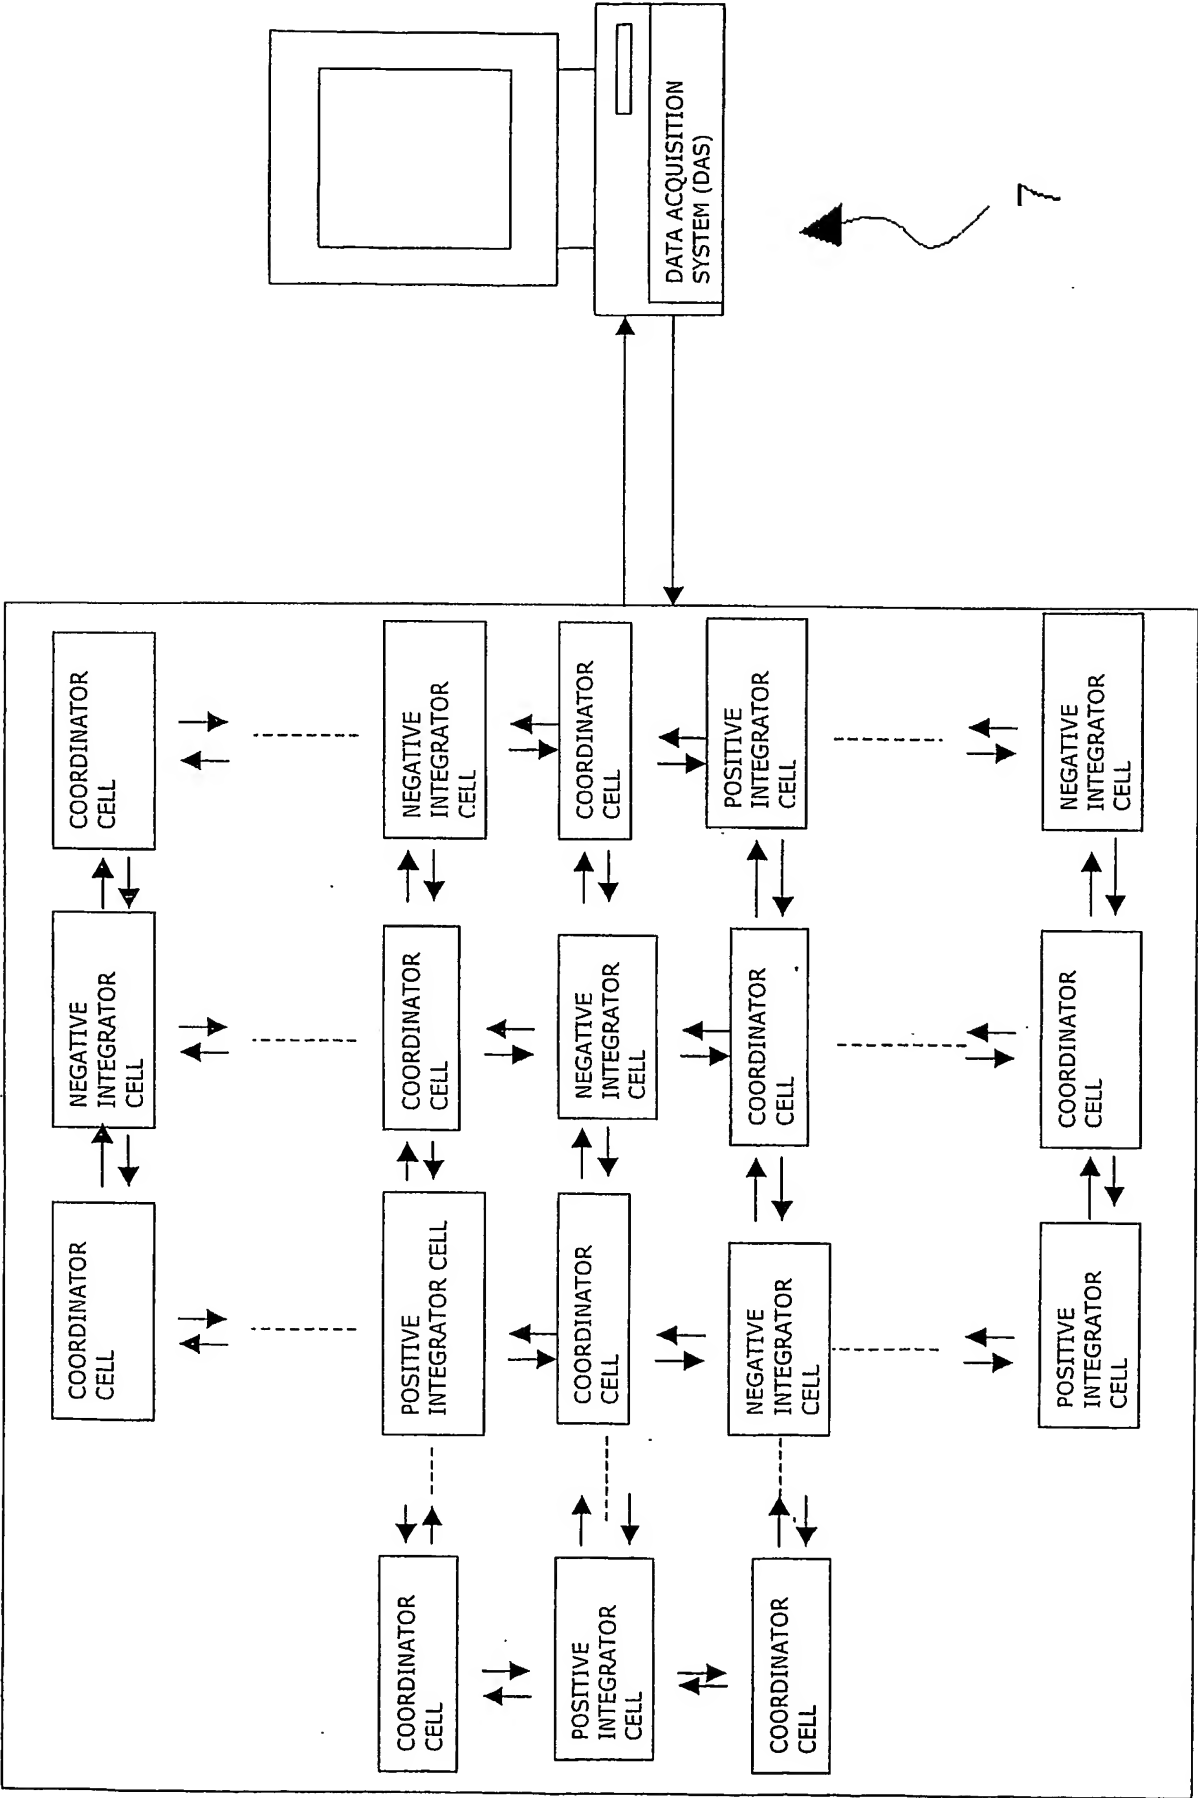 COORDINATOR
CELL
NEGATIVE
INTEGRATOR
CELL
COORDINATOR
CELL
COORDINATOR
CELL
POSITIVE
INTEGRATOR CELL
COORDINATOR
CELL
NEGATIVE
INTEGRATOR
CELL
POSITIVE
INTEGRATOR
CELL
COORDINATOR
CELL
NEGATIVE
INTEGRATOR
CELL
COORDINATOR
CELL
DATA ACQUISITION
SYSTEM (DAS)
COORDINATOR
CELL
NEGATIVE
INTEGRATOR
CELL
COORDINATOR
CELL
POSITIVE
INTEGRATOR
CELL
POSITIVE
INTEGRATOR
CELL
COORDINATOR
CELL
NEGATIVE
INTEGRATOR
CELL
7